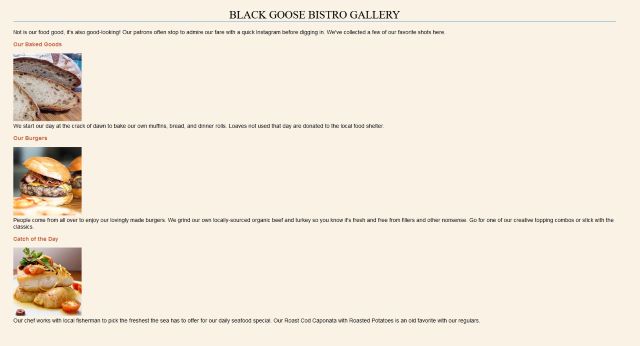 BLACK GOOSE BISTRO GALLERY
Not is our food good, it's also good-looking! Our patrons often stop to admire our fare with a quick Instagram before digging in. We've collected a few of our favorite shots here.
Our Baked Goods
We start our day at the crack of dawn to bake our own muffins, bread, and dinner rolls. Loaves not used that day are donated to the local food shelter.
Our Burgers
People come from all over to enjoy our lovingly made burgers. We grind our own locally-sourced organic beef and turkey so you know it's fresh and free from fillers and other nonsense. Go for one of our creative topping combos or stick with the
classics.
Catch of the Day
Our chef works with local fisherman to pick the freshest the sea has to offer for our daily seafood special. Our Roast Cod Caponata with Roasted Potatoes is an old favorite with our regulars.